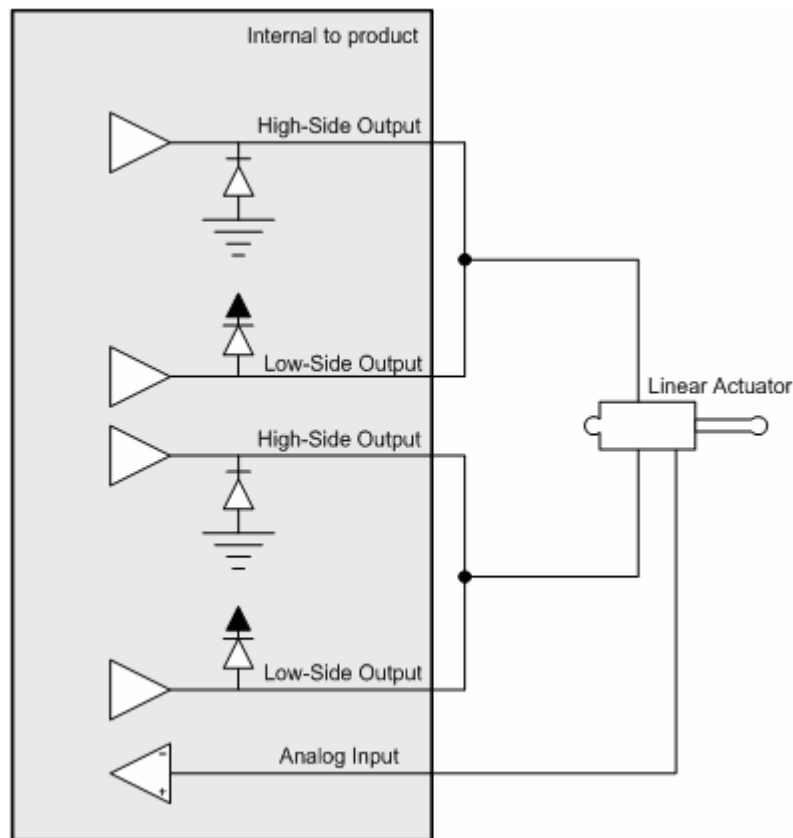 Internal to product
High-Side Output
Low-Side Output
Linear Actuator
High-Side Output
Low-Side Output
Analog Input
-
+